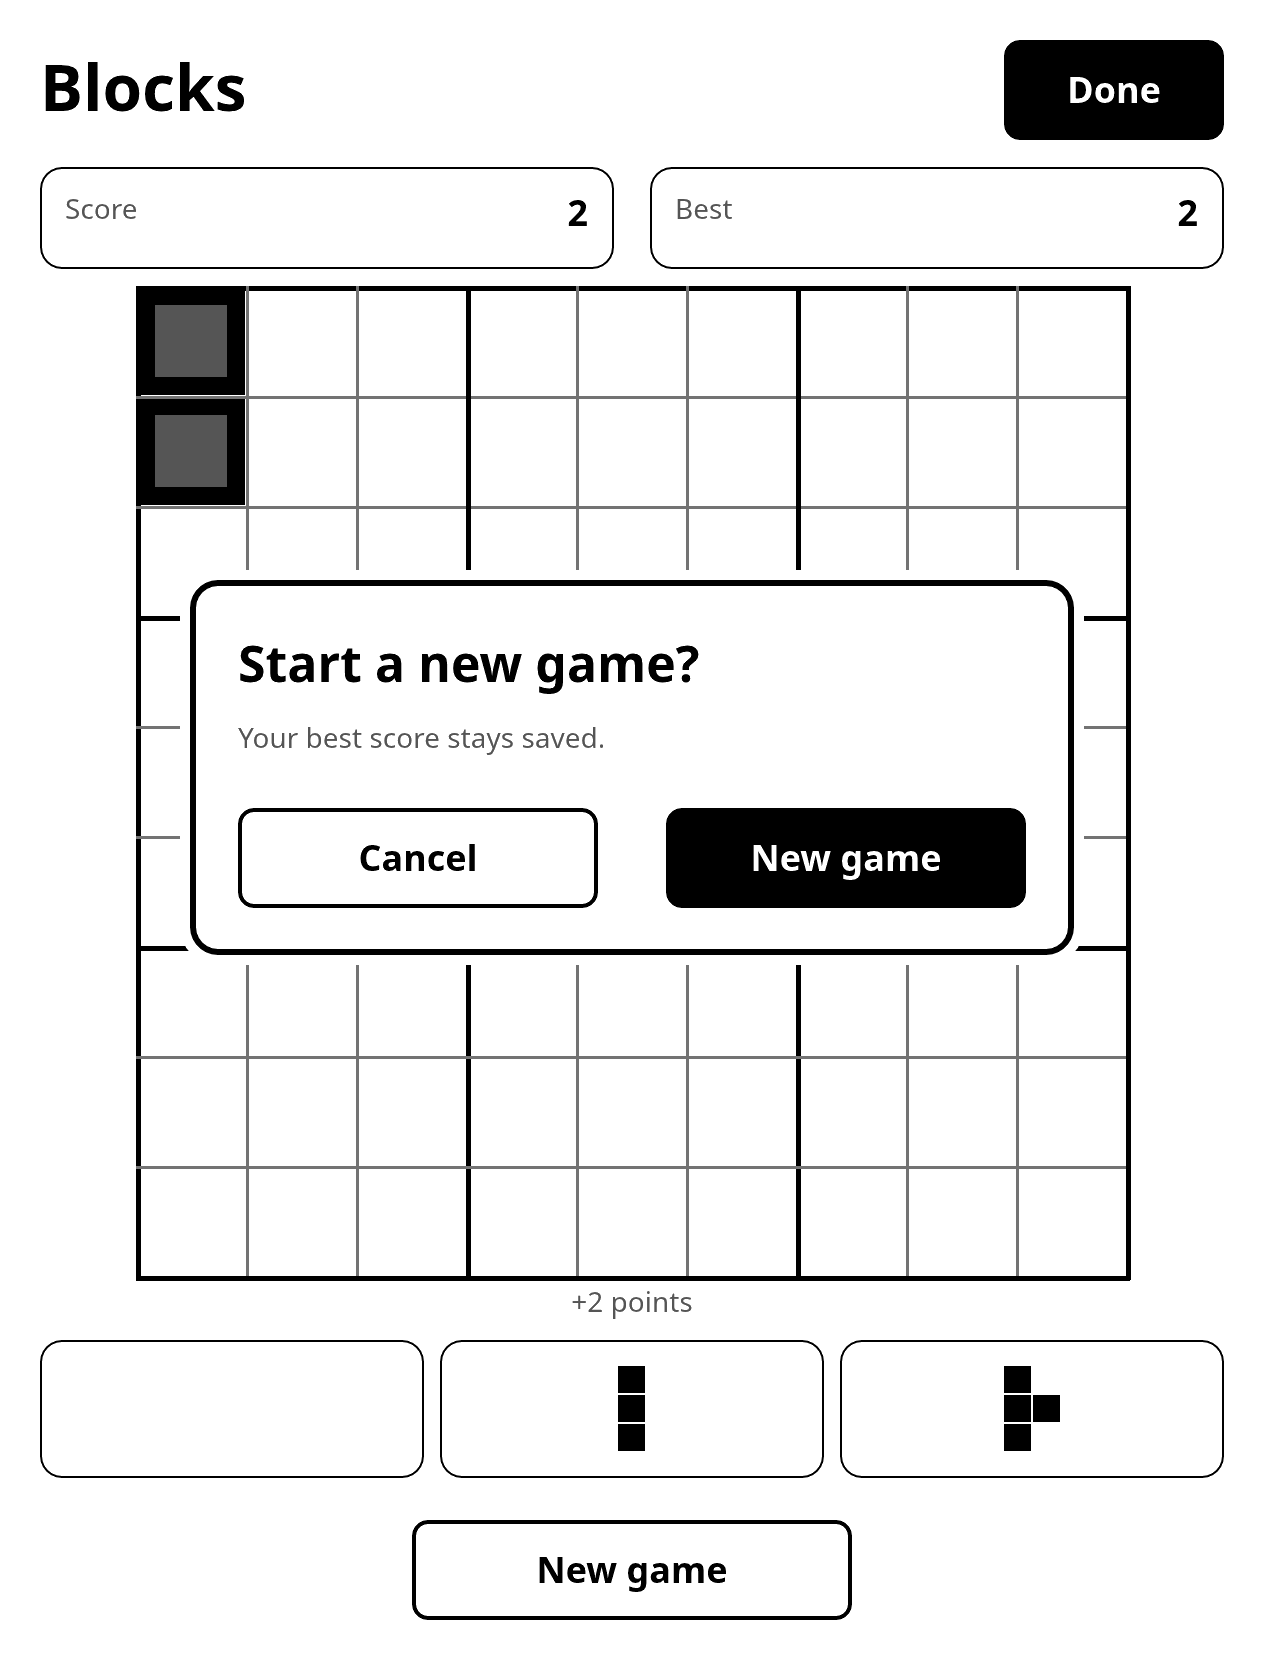 Blocks
Done
Score 2
Best 2
Start a new game?
Your best score stays saved.
Cancel
New game
+2 points
New game